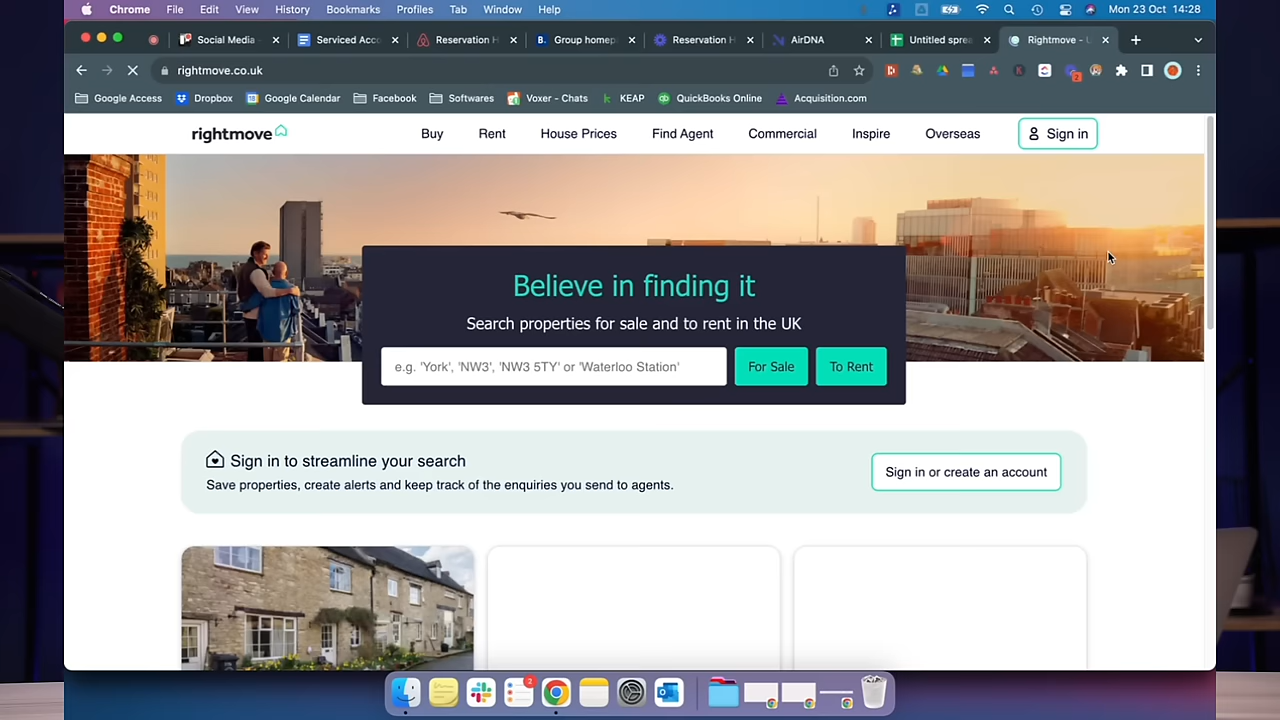 Chrome File Edit View History Bookmarks Profiles Tab Window Help Mon 23 Oct 14:28
Social Media - Serviced Acc Reservation H Group homep Reservation H AirDNA Untitled spre Rightmove -
rightmove.co.uk
Google Access Dropbox Google Calendar Facebook Softwares Voxer - Chats KEAP QuickBooks Online Acquisition.com
rightmove Buy Rent House Prices Find Agent Commercial Inspire Overseas Sign in
Believe in finding it
Search properties for sale and to rent in the UK
e.g. 'York', 'NW3', 'NW3 5TY' or 'Waterloo Station' For Sale To Rent
Sign in to streamline your search
Save properties, create alerts and keep track of the enquiries you send to agents.
Sign in or create an account
2